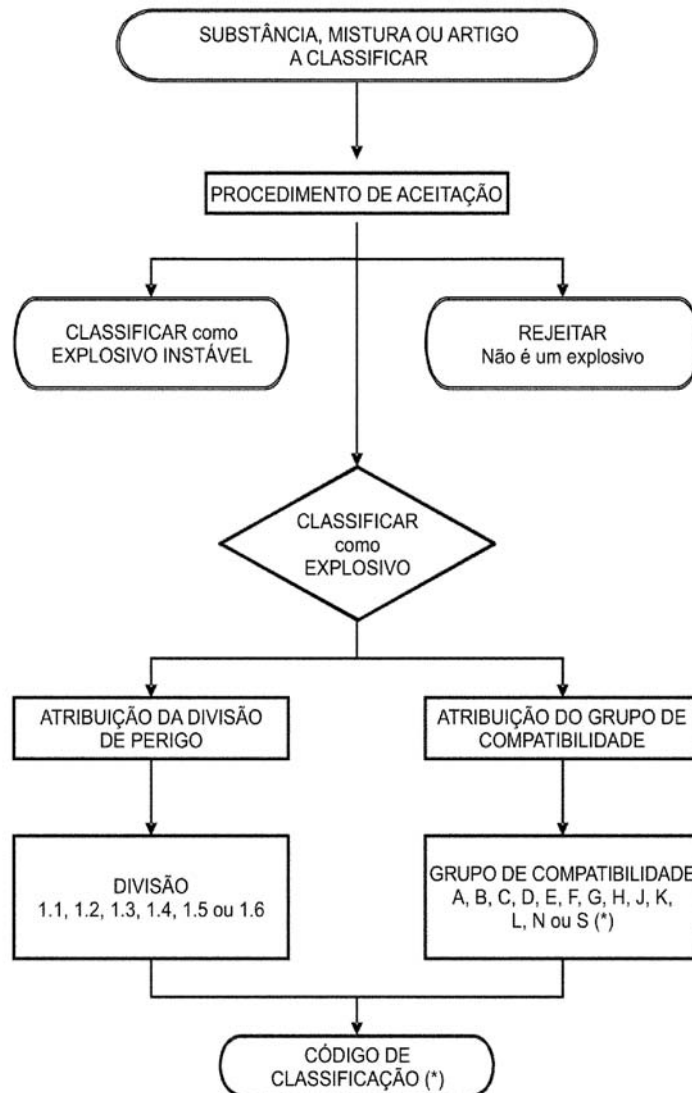 SUBSTÂNCIA, MISTURA OU ARTIGO
A CLASSIFICAR
PROCEDIMENTO DE ACEITAÇÃO
CLASSIFICAR como
EXPLOSIVO INSTÁVEL
REJEITAR
Não é um explosivo
CLASSIFICAR
como
EXPLOSIVO
ATRIBUIÇÃO DA DIVISÃO
DE PERIGO
ATRIBUIÇÃO DO GRUPO DE
COMPATIBILIDADE
DIVISÃO
1.1, 1.2, 1.3, 1.4, 1.5 ou 1.6
GRUPO DE COMPATIBILIDADE
A, B, C, D, E, F, G, H, J, K,
L, N ou S (*)
CÓDIGO DE
CLASSIFICAÇÃO (*)